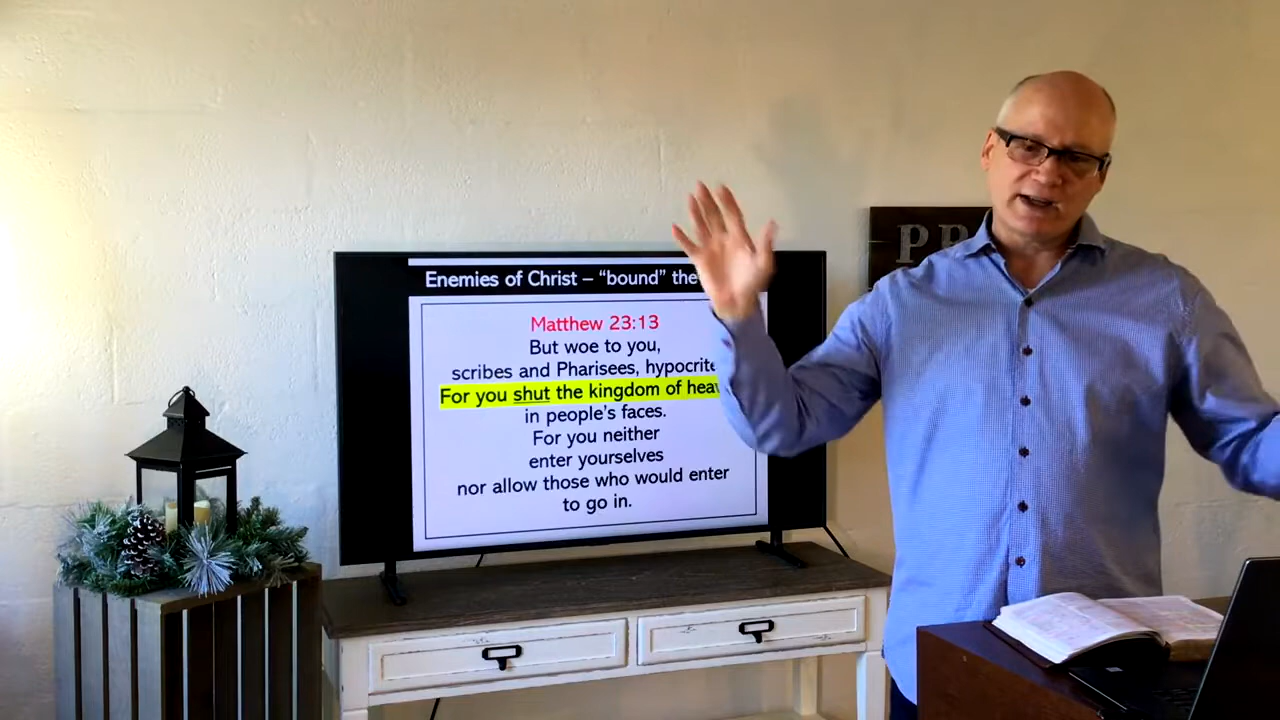 Enemies of Christ – “bound” the
Matthew 23:13
But woe to you,
scribes and Pharisees, hypocrite
For you shut the kingdom of heav
in people’s faces.
For you neither
enter yourselves
nor allow those who would enter
to go in.
PR